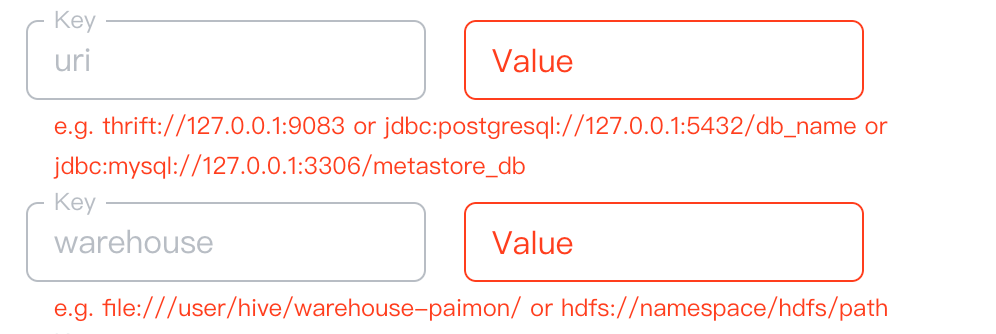 Key
uri
Value
e.g. thrift://127.0.0.1:9083 or jdbc:postgresql://127.0.0.1:5432/db_name or
jdbc:mysql://127.0.0.1:3306/metastore_db
Key
warehouse
Value
e.g. file:///user/hive/warehouse-paimon/ or hdfs://namespace/hdfs/path